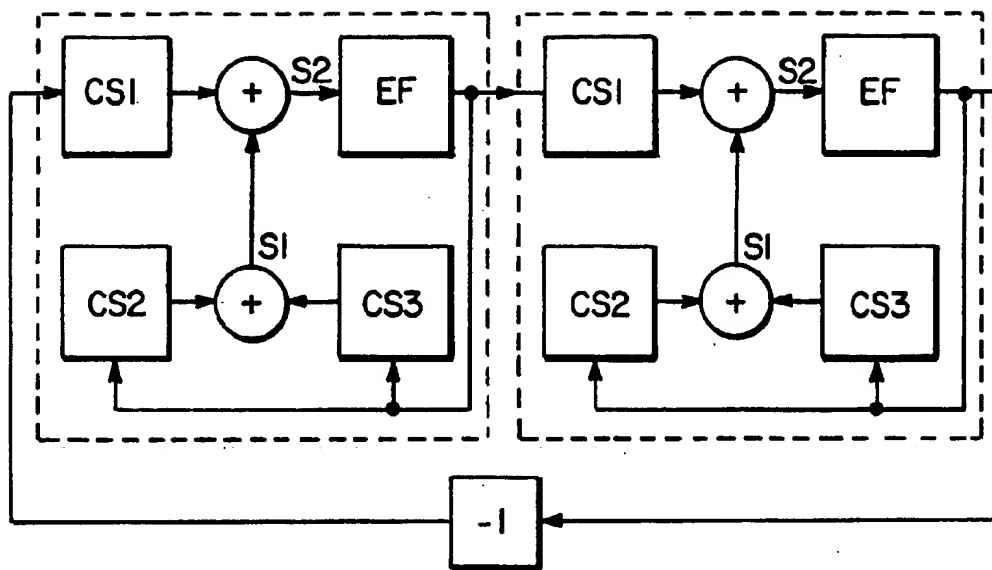 CS1 + S2 EF CS1 + S2 EF
S1 S1
CS2 + CS3 CS2 + CS3
-1